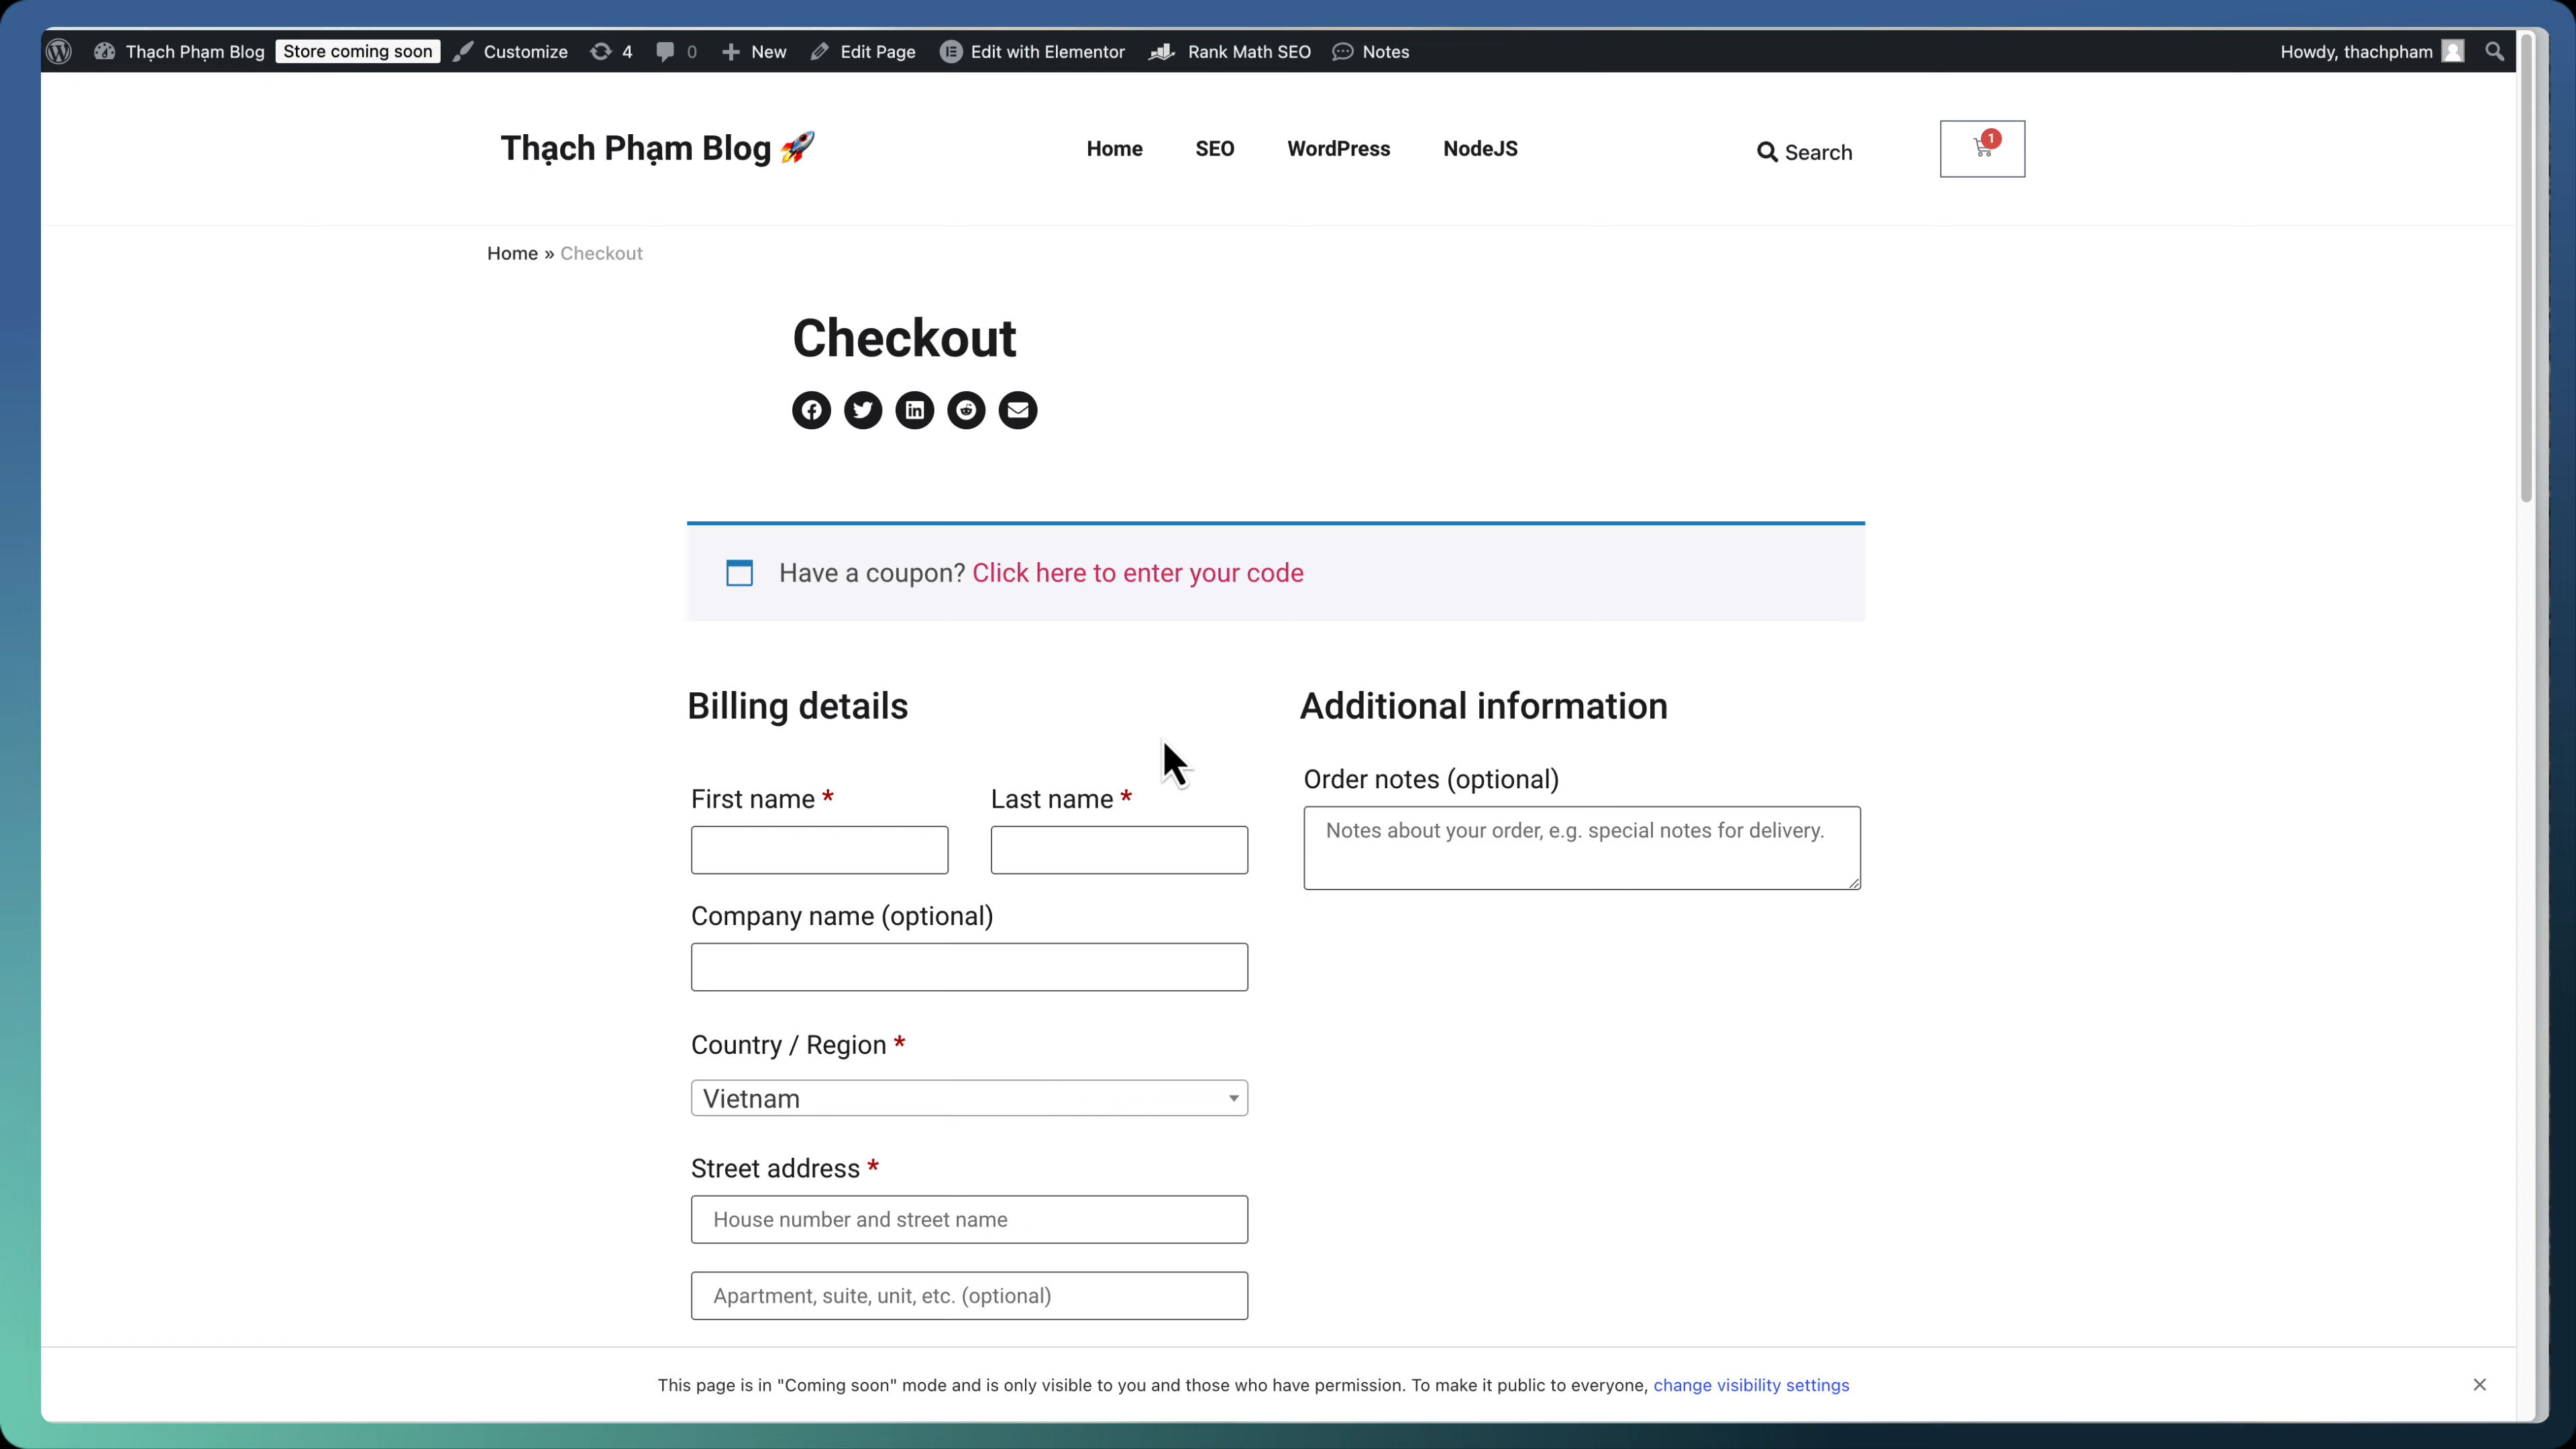 Thạch Phạm Blog Store coming soon Customize 4 0 New Edit Page Edit with Elementor Rank Math SEO Notes Howdy, thachpham
Thạch Phạm Blog 🚀 Home SEO WordPress NodeJS Search 1
Home » Checkout
Checkout
Have a coupon? Click here to enter your code
Billing details
Additional information
First name * Last name *
Order notes (optional)
Notes about your order, e.g. special notes for delivery.
Company name (optional)
Country / Region *
Vietnam
Street address *
House number and street name
Apartment, suite, unit, etc. (optional)
This page is in "Coming soon" mode and is only visible to you and those who have permission. To make it public to everyone, change visibility settings